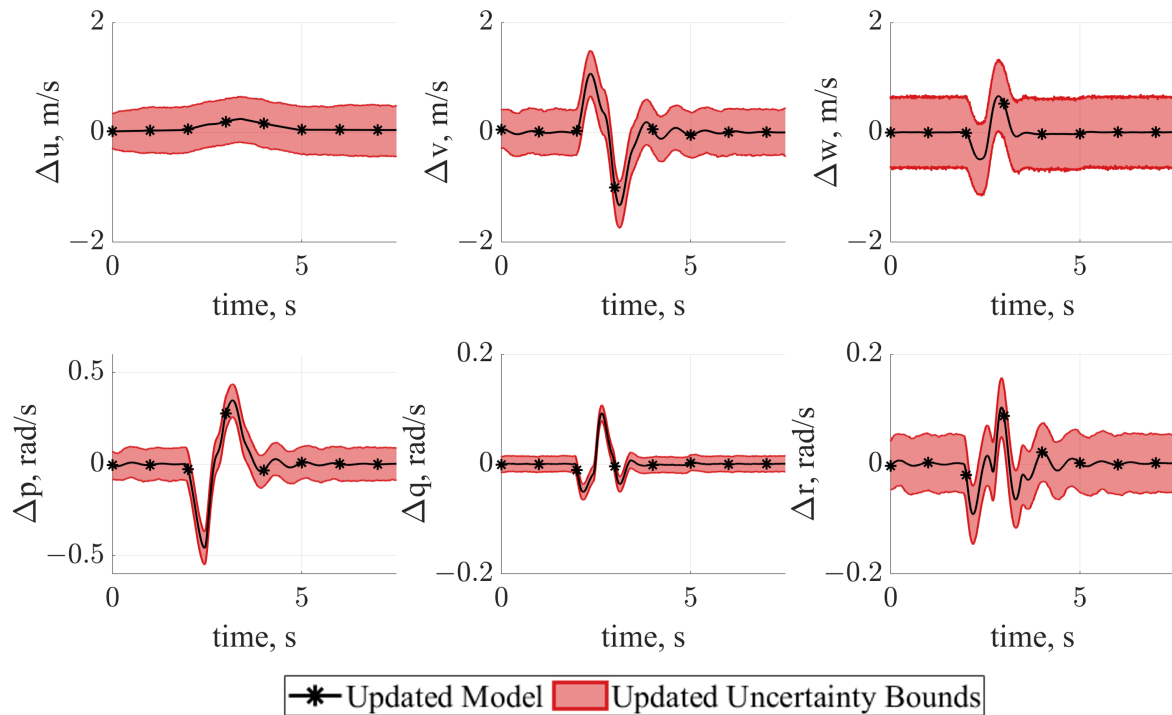 2
0
−2
Δu, m/s
0
5
time, s
2
0
−2
Δv, m/s
0
5
time, s
2
0
−2
Δw, m/s
0
5
time, s
0.5
0
−0.5
Δp, rad/s
0
5
time, s
0.2
0
−0.2
Δq, rad/s
0
5
time, s
0.2
0
−0.2
Δr, rad/s
0
5
time, s
Updated Model Updated Uncertainty Bounds